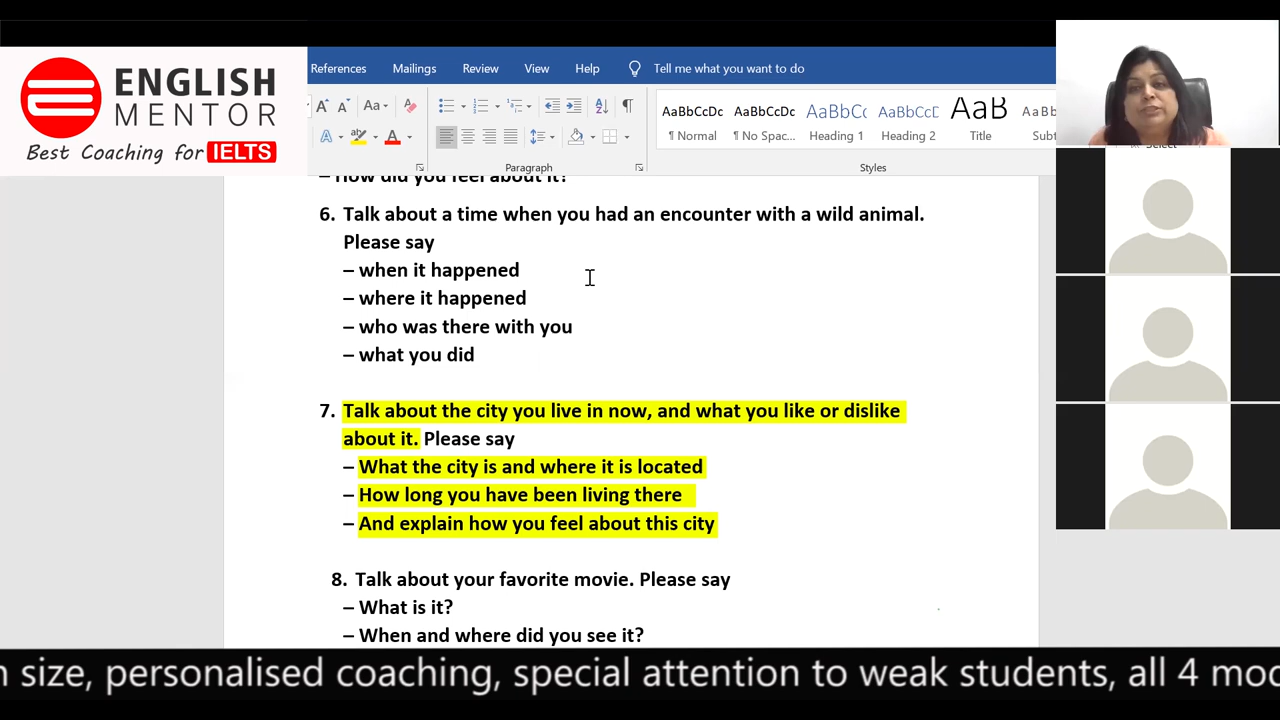 ENGLISH
MENTOR
Best Coaching for IELTS
References Mailings Review View Help Tell me what you want to do
Aa
A A
AaBbCcDc AaBbCcDc AaBbCc AaBbCcD AaB AaBb
¶ Normal ¶ No Spac... Heading 1 Heading 2 Title Subt
Paragraph Styles
Select
– How did you feel about it?
6. Talk about a time when you had an encounter with a wild animal.
Please say
– when it happened
– where it happened
– who was there with you
– what you did
7. Talk about the city you live in now, and what you like or dislike
about it. Please say
– What the city is and where it is located
– How long you have been living there
– And explain how you feel about this city
8. Talk about your favorite movie. Please say
– What is it?
– When and where did you see it?
size, personalised coaching, special attention to weak students, all 4